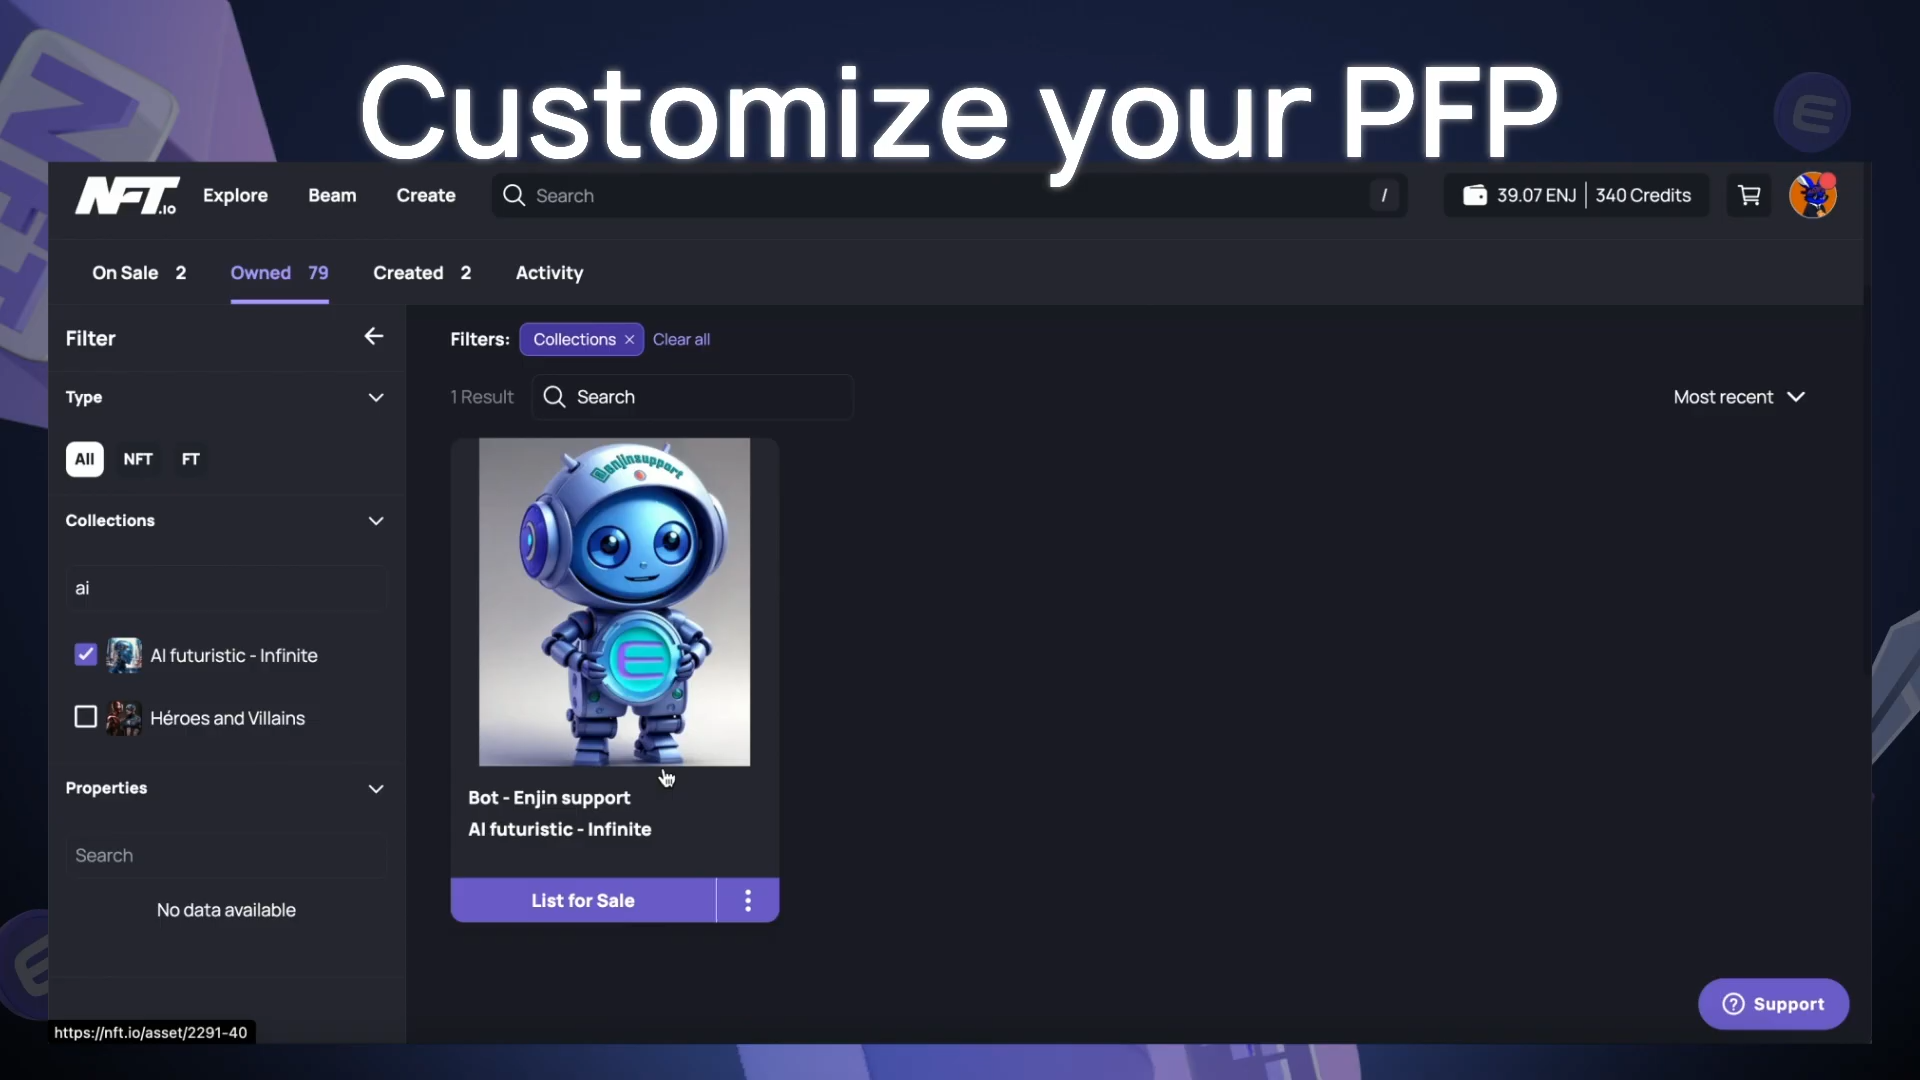 Customize your PFP
NFT.io
Explore
Beam
Create
Search
/
39.07 ENJ | 340 Credits
On Sale 2
Owned 79
Created 2
Activity
Filter
Type
All
NFT
FT
Collections
ai
AI futuristic - Infinite
Héroes and Villains
Properties
Search
No data available
Filters:
Collections ×
Clear all
1 Result
Search
Most recent
@enjinsupport
Bot - Enjin support
AI futuristic - Infinite
List for Sale
Support
https://nft.io/asset/2291-40